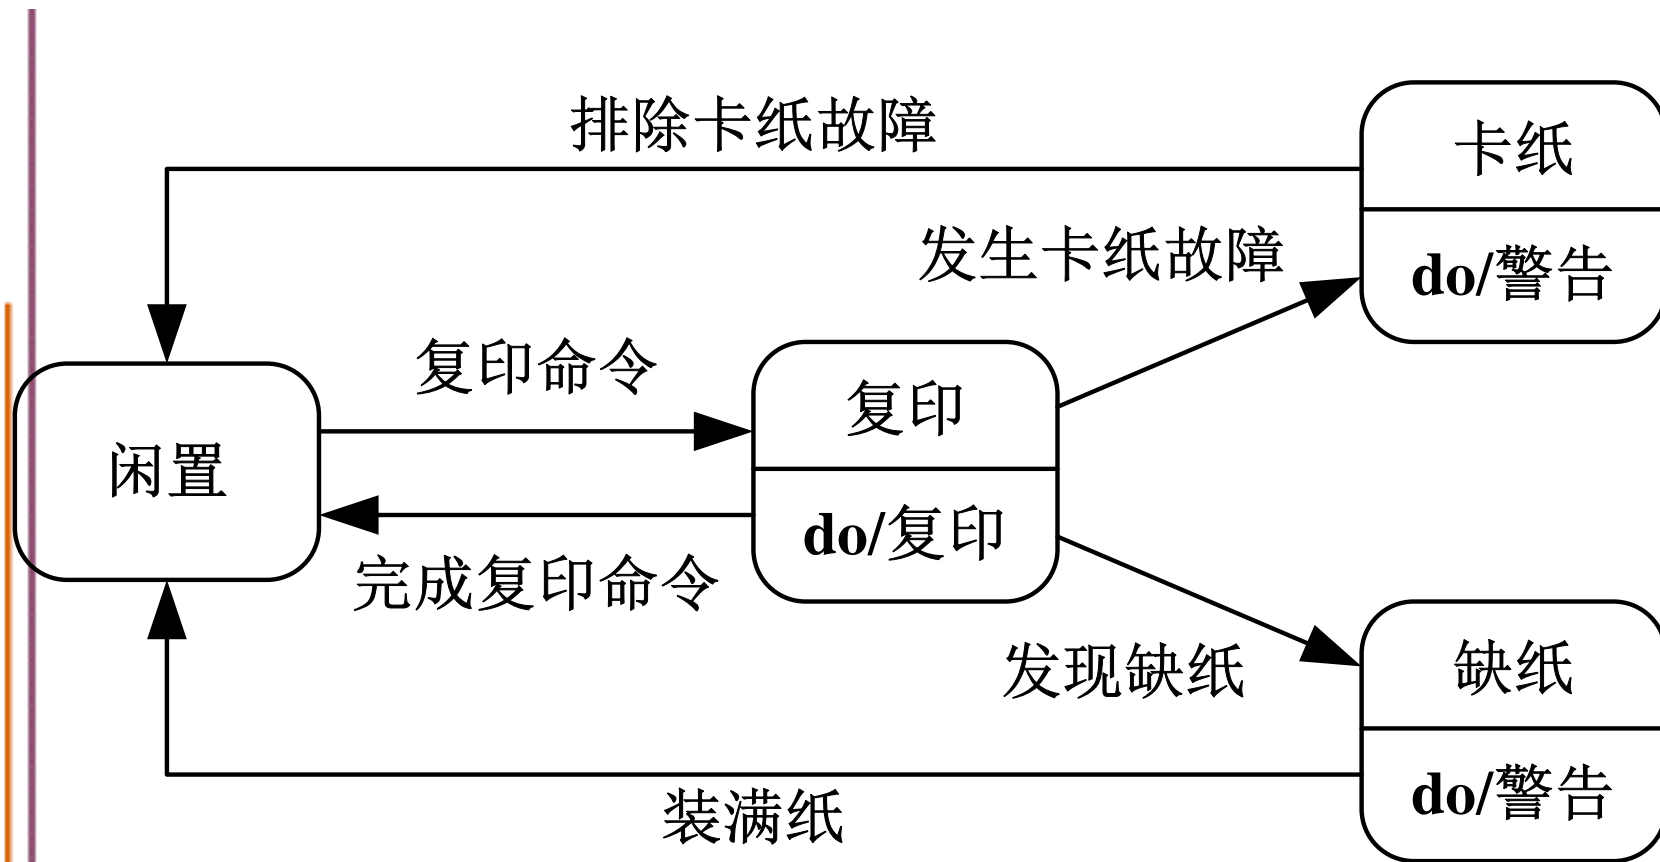 排除卡纸故障
卡纸
发生卡纸故障
do/警告
复印命令
复印
闲置
do/复印
完成复印命令
发现缺纸
缺纸
装满纸
do/警告